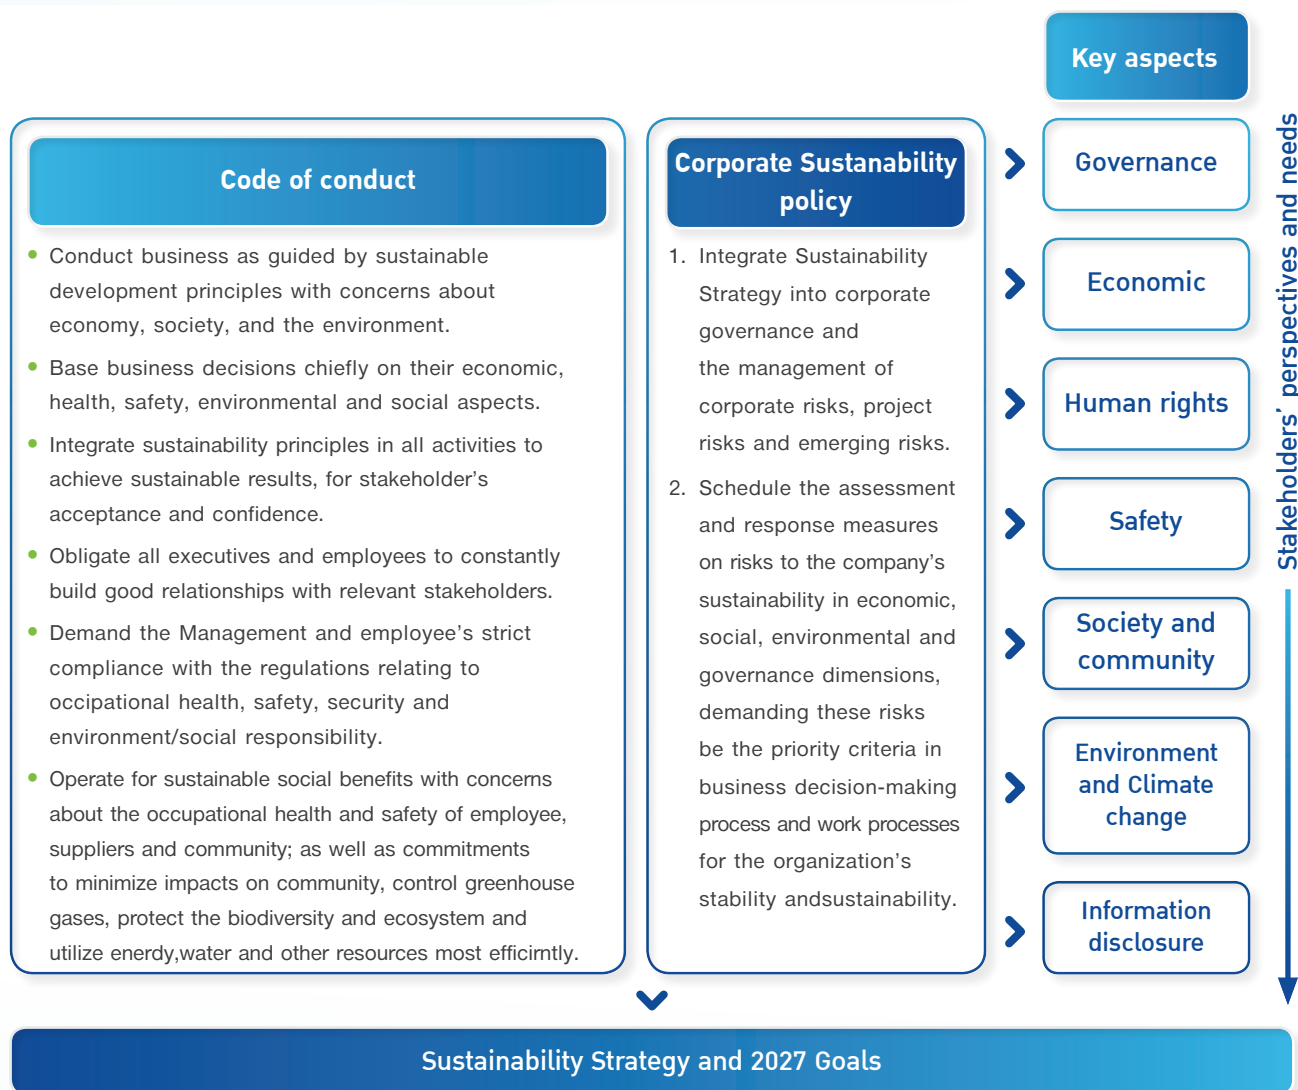 Key aspects
Code of conduct
• Conduct business as guided by sustainable
development principles with concerns about
economy, society, and the environment.
• Base business decisions chiefly on their economic,
health, safety, environmental and social aspects.
• Integrate sustainability principles in all activities to
achieve sustainable results, for stakeholder's
acceptance and confidence.
• Obligate all executives and employees to constantly
build good relationships with relevant stakeholders.
• Demand the Management and employee's strict
compliance with the regulations relating to
occipational health, safety, security and
environment/social responsibility.
• Operate for sustainable social benefits with concerns
about the occupational health and safety of employee,
suppliers and community; as well as commitments
to minimize impacts on community, control greenhouse
gases, protect the biodiversity and ecosystem and
utilize enerdy,water and other resources most efficirntly.
Corporate Sustanability
policy
1. Integrate Sustainability
Strategy into corporate
governance and
the management of
corporate risks, project
risks and emerging risks.
2. Schedule the assessment
and response measures
on risks to the company's
sustainability in economic,
social, environmental and
governance dimensions,
demanding these risks
be the priority criteria in
business decision-making
process and work processes
for the organization's
stability andsustainability.
Governance
Economic
Human rights
Safety
Society and
community
Environment
and Climate
change
Information
disclosure
Stakeholders' perspectives and needs
Sustainability Strategy and 2027 Goals